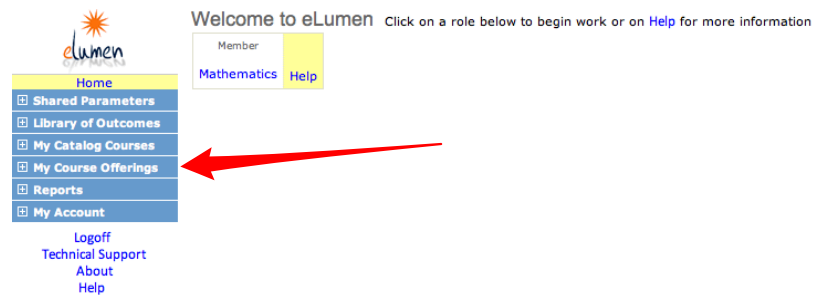 elumen
Welcome to eLumen Click on a role below to begin work or on Help for more information
Member
Mathematics Help
Home
Shared Parameters
Library of Outcomes
My Catalog Courses
My Course Offerings
Reports
My Account
Logoff
Technical Support
About
Help